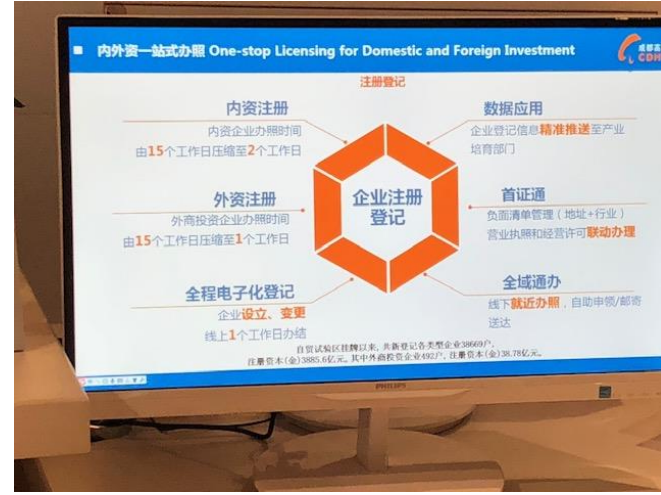 内外资一站式办照 One-stop Licensing for Domestic and Foreign Investment
CDH
注册登记
内资注册
内资企业办照时间
由15个工作日压缩至2个工作日
外资注册
外商投资企业办照时间
由15个工作日压缩至1个工作日
全程电子化登记
企业设立、变更
线上1个工作日办结
企业注册
登记
数据应用
企业登记信息精准推送至产业
培育部门
首证通
负面清单管理（地址+行业）
营业执照和经营许可联动办理
全域通办
线下就近办照，自助申领/邮寄
送达
自贸试验区挂牌以来，共新登记各类型企业38669户，
注册资本(金)3885.6亿元。其中外商投资企业492户，注册资本(金)38.78亿元。
PHILIPS